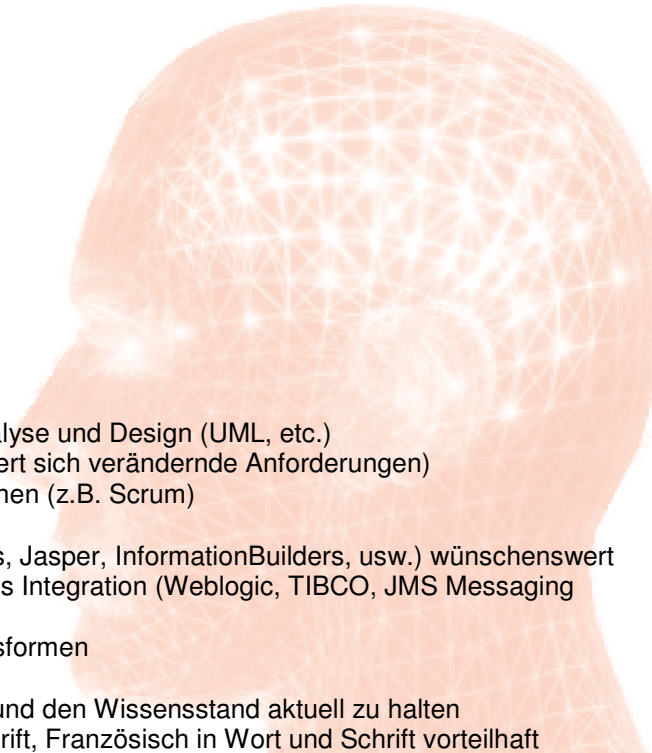 lyse und Design (UML, etc.)
ert sich verändernde Anforderungen)
nen (z.B. Scrum)
s, Jasper, InformationBuilders, usw.) wünschenswert
s Integration (Weblogic, TIBCO, JMS Messaging
sformen
und den Wissensstand aktuell zu halten
rift, Französisch in Wort und Schrift vorteilhaft